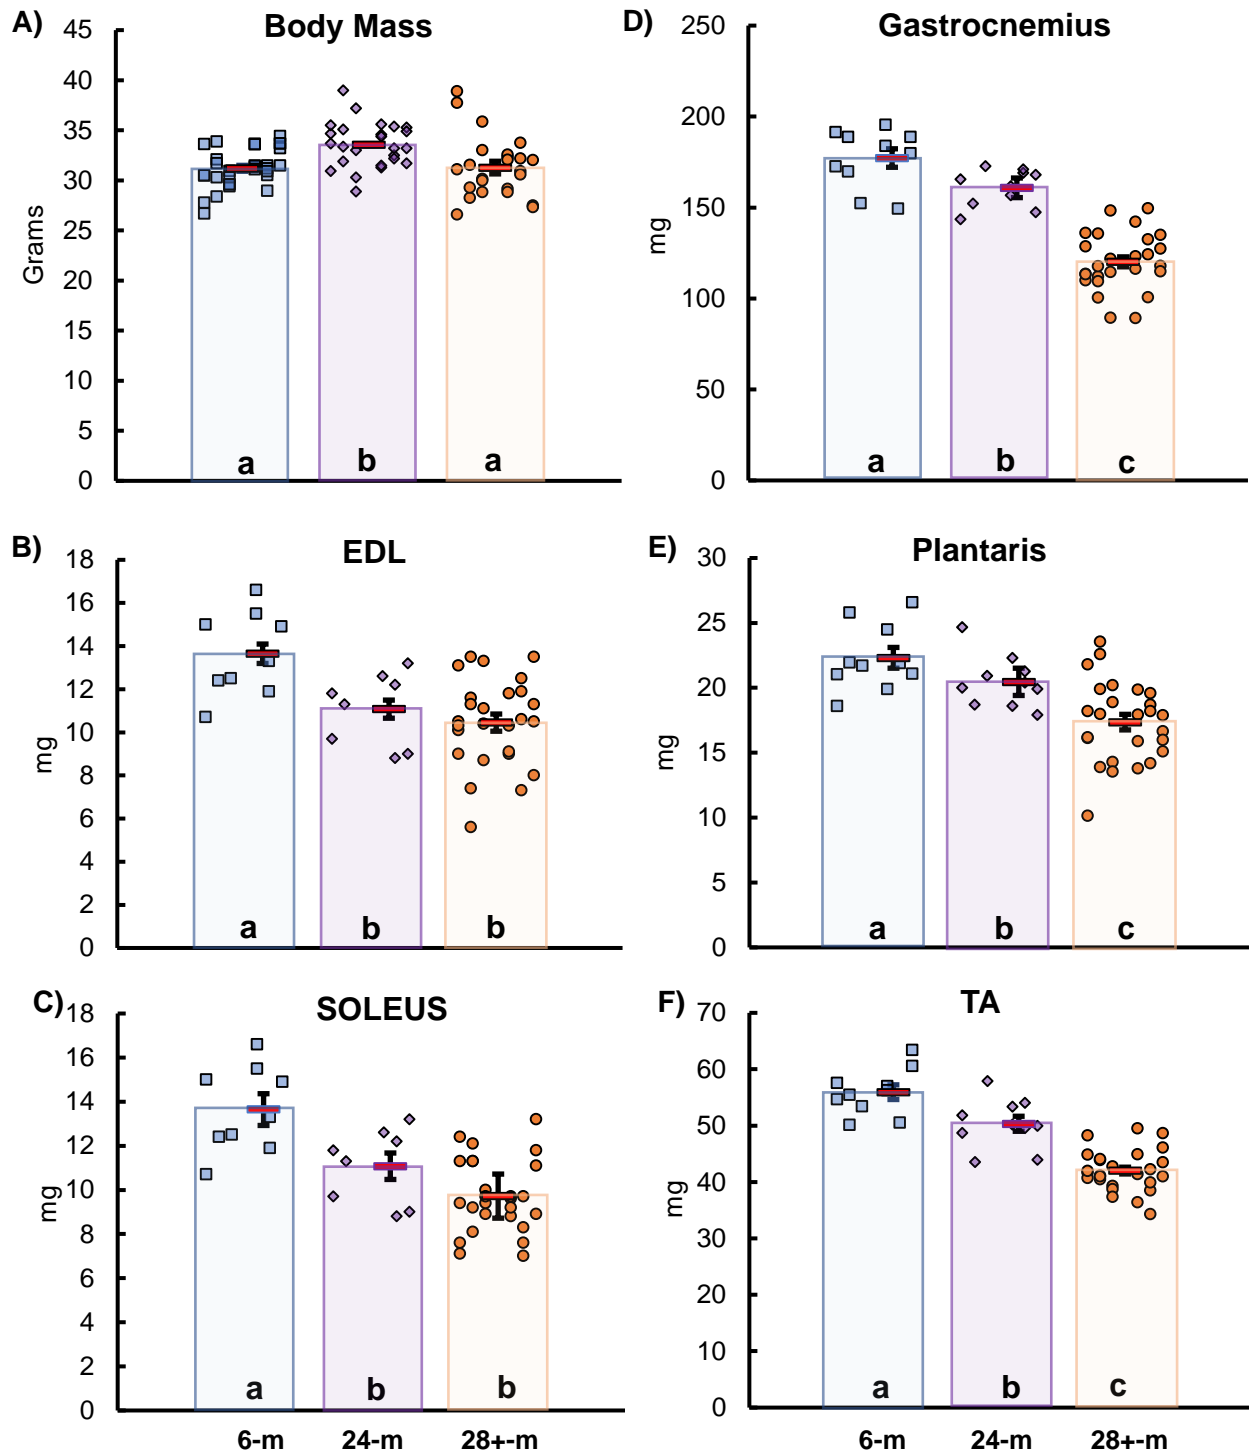 A)
Body Mass
45
40
35
30
25
20
15
10
5
0
Grams
a
b
a
D)
Gastrocnemius
250
200
150
100
50
0
mg
a
b
c
B)
EDL
18
16
14
12
10
8
6
4
2
0
mg
a
b
b
E)
Plantaris
30
25
20
15
10
5
0
mg
a
b
c
C)
SOLEUS
18
16
14
12
10
8
6
4
2
0
mg
a
b
b
6-m
24-m
28+-m
F)
TA
70
60
50
40
30
20
10
0
mg
a
b
c
6-m
24-m
28+-m